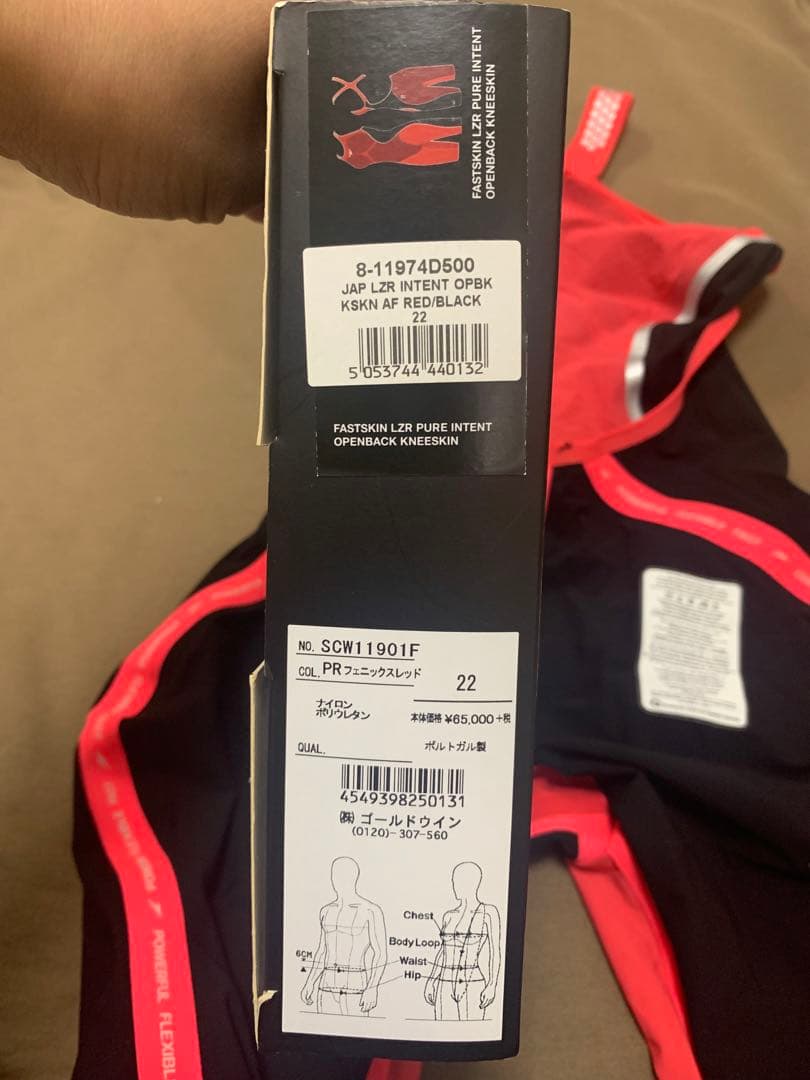 FASTSKIN LZR PURE INTENT
OPENBACK KNEESKIN
8-11974D500
JAP LZR INTENT OPBK
KSKN AF RED/BLACK
22
5 053744 440132
FASTSKIN LZR PURE INTENT
OPENBACK KNEESKIN
NO. SCW11901F
COL. PR フェニックスレッド
22
ナイロン
ポリウレタン
本体価格 ¥65,000+税
QUAL.
ポルトガル製
4549398250131
㈱ ゴールドウイン
(0120)-307-560
Chest
Body Loop
6CM
Waist
Hip
POWERFUL FLEXIBL